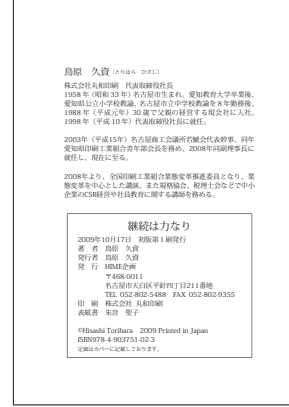 鳥原　久資（とりはら　ひさし）
株式会社丸和印刷　代表取締役社長
1958年（昭和33年）名古屋市生まれ。愛知教育大学卒業後、
愛知県公立小学校教諭、名古屋市立中学校教諭を8年勤務後、
1988年（平成元年）30歳で父親の経営する現会社に入社。
1998年（平成10年）代表取締役社長に就任。
2003年（平成15年）名古屋商工会議所若鯱会代表幹事、同年
愛知県印刷工業組合青年部会長を務め、2008年同副理事長に
就任し、現在に至る。
2008年より、全国印刷工業組合業態変革推進委員となり、業
態変革を中心とした講演、また規格協会、税理士会などで中小
企業のCSR経営や社員教育に関する講師を務める。
継続は力なり
2009年10月17日　初版第1刷発行
著　者　鳥原　久資
発行者　鳥原　久資
発　行　HIME企画
〒468-0011
名古屋市天白区平針四丁目211番地
TEL 052-802-5488　FAX 052-802-9355
印　刷　株式会社 丸和印刷
表紙書　朱音　聖子
©Hisashi Torihara　2009 Printed in Japan
ISBN978-4-903751-02-3
定価はカバーに記載しております。